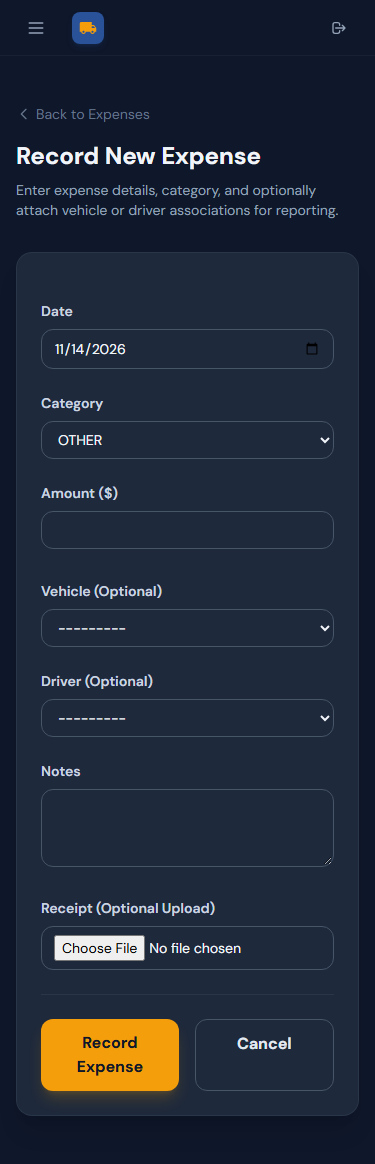 Back to Expenses
Record New Expense
Enter expense details, category, and optionally
attach vehicle or driver associations for reporting.
Date
11/14/2026
Category
OTHER
Amount ($)
Vehicle (Optional)
---------
Driver (Optional)
---------
Notes
Receipt (Optional Upload)
Choose File No file chosen
Record
Expense
Cancel